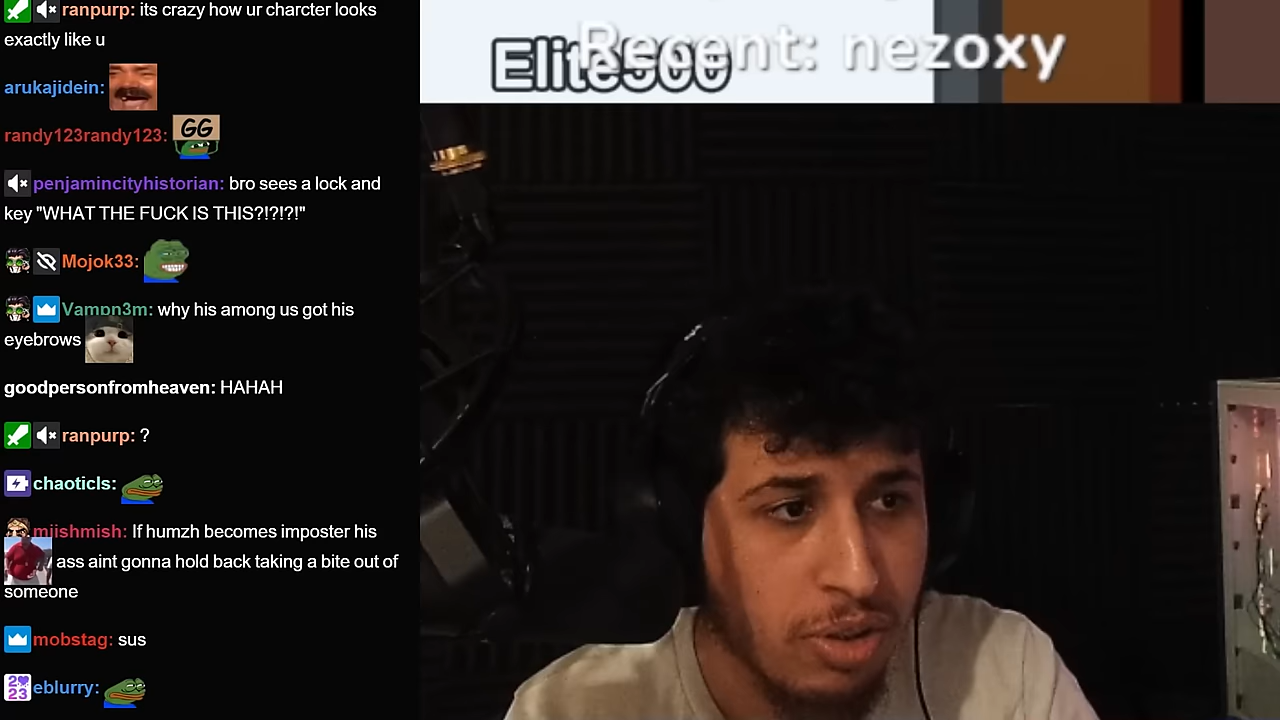 ranpurp: its crazy how ur charcter looks
exactly like u
arukajidein:
randy123randy123: GG
penjamincityhistorian: bro sees a lock and
key "WHAT THE FUCK IS THIS?!?!?!"
Mojok33:
Vampn3m: why his among us got his
eyebrows
goodpersonfromheaven: HAHAH
ranpurp: ?
chaoticls:
mjishmish: If humzh becomes imposter his
ass aint gonna hold back taking a bite out of
someone
mobstag: sus
2023 eblurry:
Recent: nezoxy
Elite500